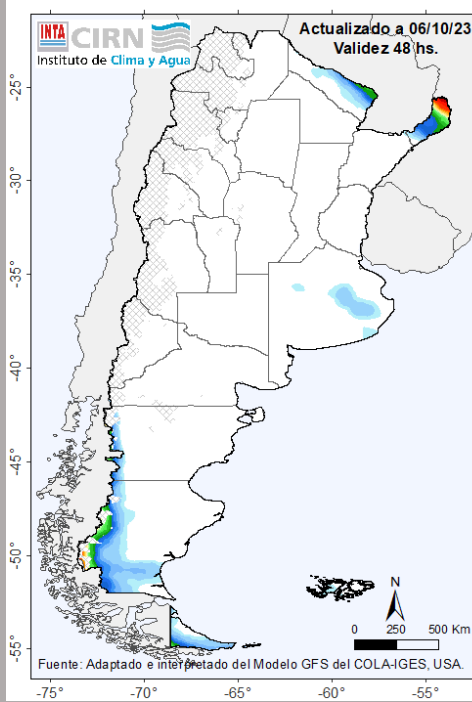 INTA CIRN
Instituto de Clima y Agua
Actualizado a 06/10/23
Validez 48 hs.
-25°
-30°
-35°
-40°
-45°
-50°
-55°
N
0 250 500 Km
Fuente: Adaptado e interpretado del Modelo GFS del COLA-IGES, USA.
-75° -70° -65° -60° -55°